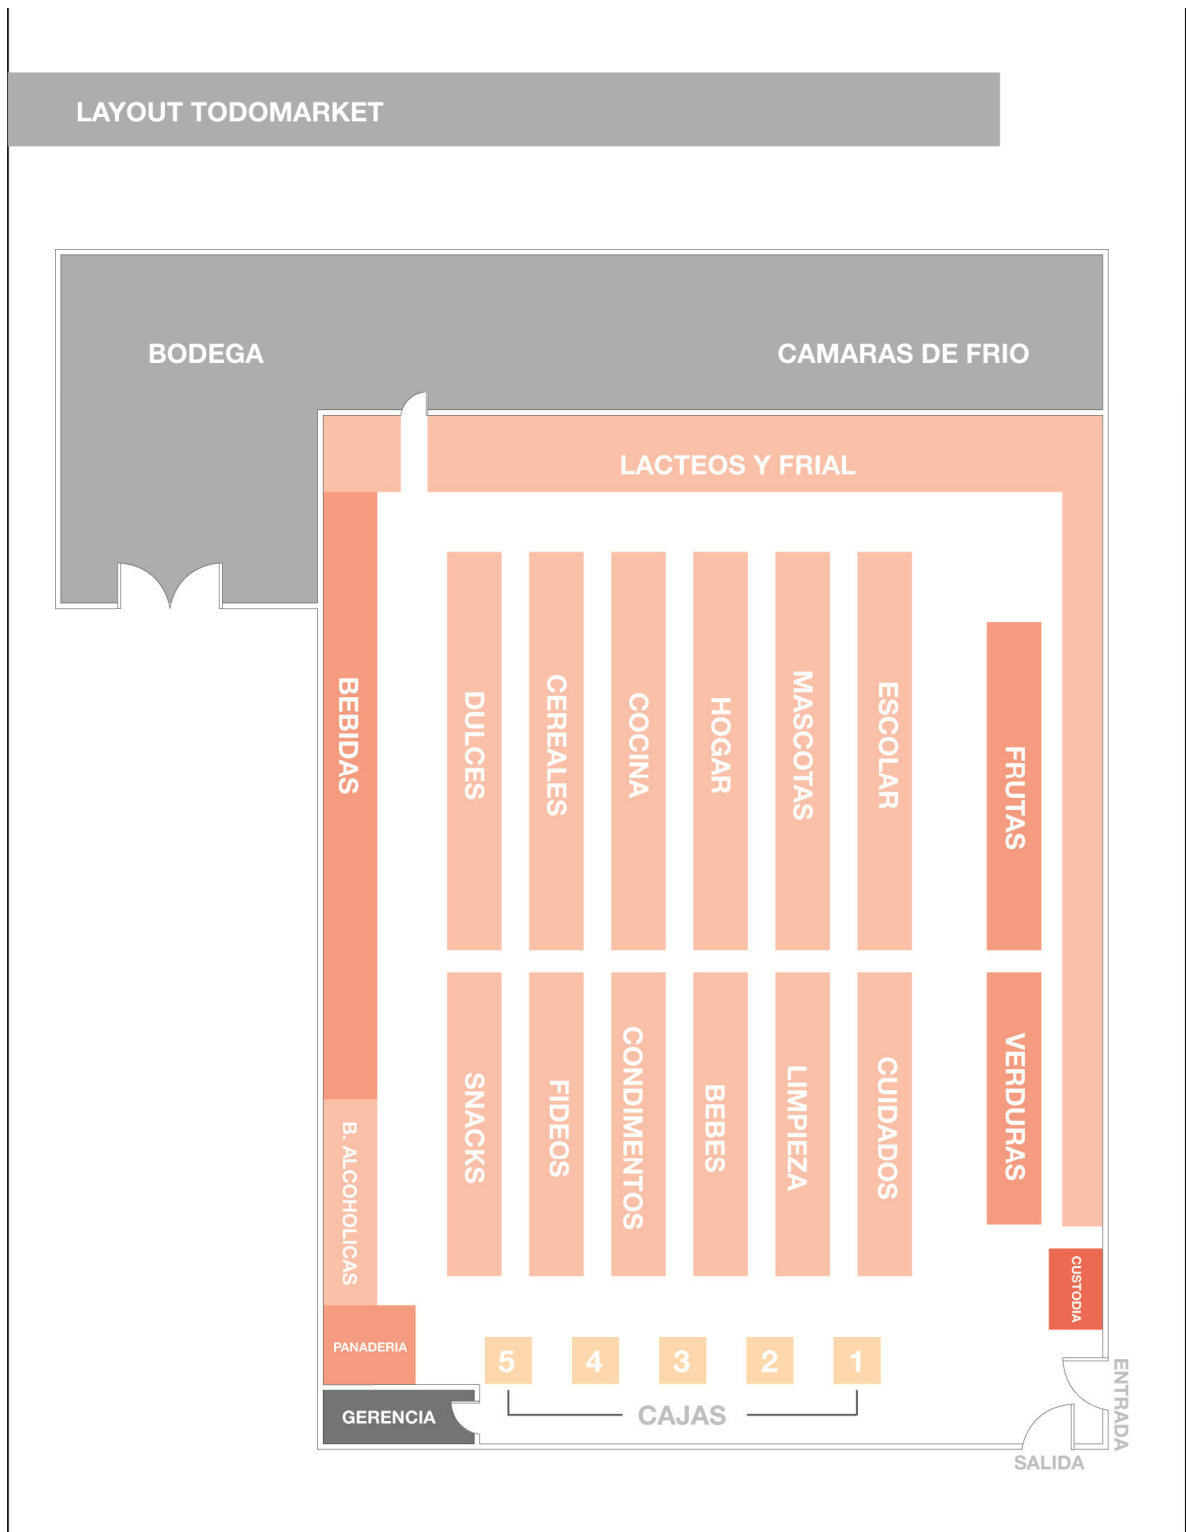 LAYOUT TODOMARKET
BODEGA
CAMARAS DE FRIO
LACTEOS Y FRIAL
BEBIDAS
DULCES
CEREALES
COCINA
HOGAR
MASCOTAS
ESCOLAR
FRUTAS
SNACKS
FIDEOS
CONDIMENTOS
BEBES
LIMPIEZA
CUIDADOS
VERDURAS
B. ALCOHOLICAS
CUSTODIA
PANADERIA
5 4 3 2 1
GERENCIA
CAJAS
ENTRADA
SALIDA